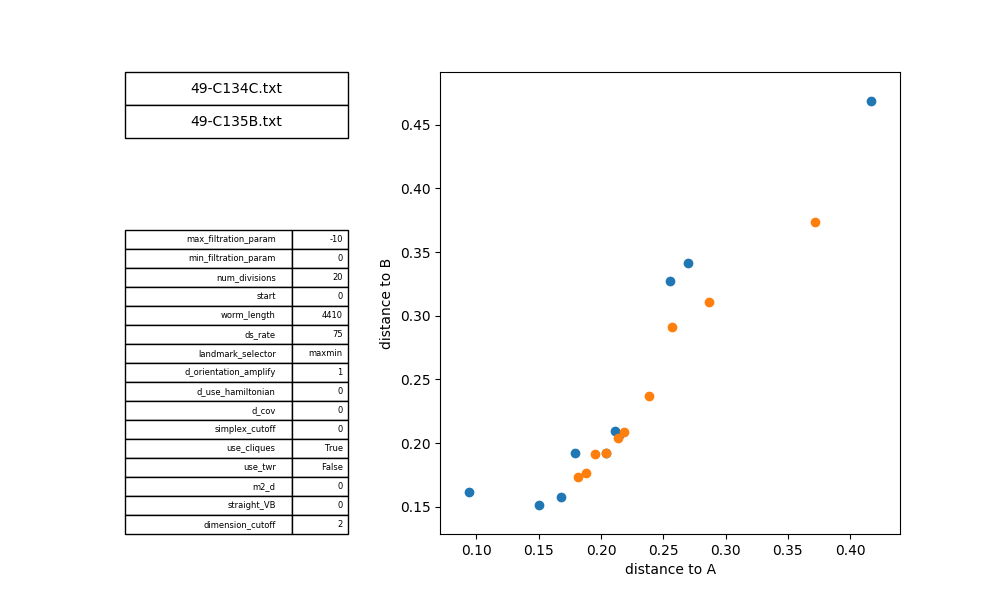 49-C134C.txt
49-C135B.txt
max_filtration_param -10
min_filtration_param 0
num_divisions 20
start 0
worm_length 4410
ds_rate 75
landmark_selector maxmin
d_orientation_amplify 1
d_use_hamiltonian 0
d_cov 0
simplex_cutoff 0
use_cliques True
use_twr False
m2_d 0
straight_VB 0
dimension_cutoff 2
distance to B
0.45
0.40
0.35
0.30
0.25
0.20
0.15
0.10 0.15 0.20 0.25 0.30 0.35 0.40
distance to A